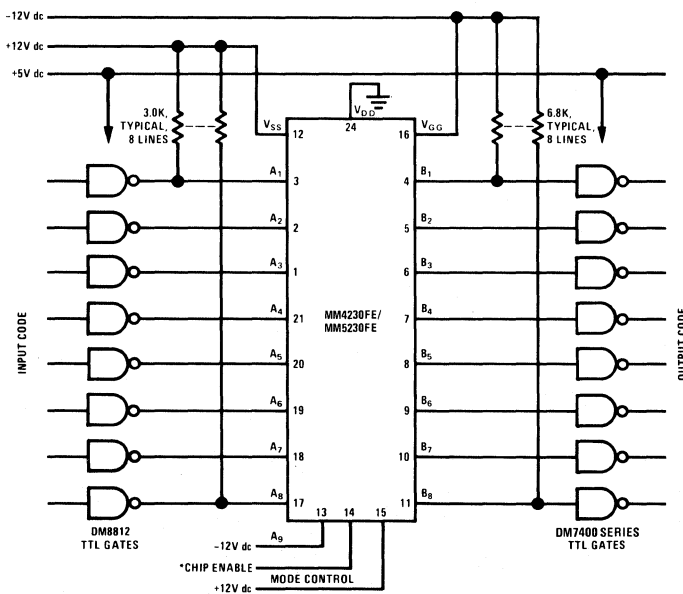 -12V dc
+12V dc
+5V dc
3.0K,
TYPICAL,
8 LINES
6.8K,
TYPICAL,
8 LINES
VSS
12
VDD
24
VGG
16
A1
3
4
B1
A2
2
5
B2
A3
1
6
B3
A4
21
7
B4
A5
20
8
B5
A6
19
9
B6
A7
18
10
B7
A8
17
11
B8
MM4230FE/
MM5230FE
INPUT CODE
OUTPUT CODE
13
14
15
DM8812
TTL GATES
DM7400 SERIES
TTL GATES
A9
-12V dc
*CHIP ENABLE
MODE CONTROL
+12V dc